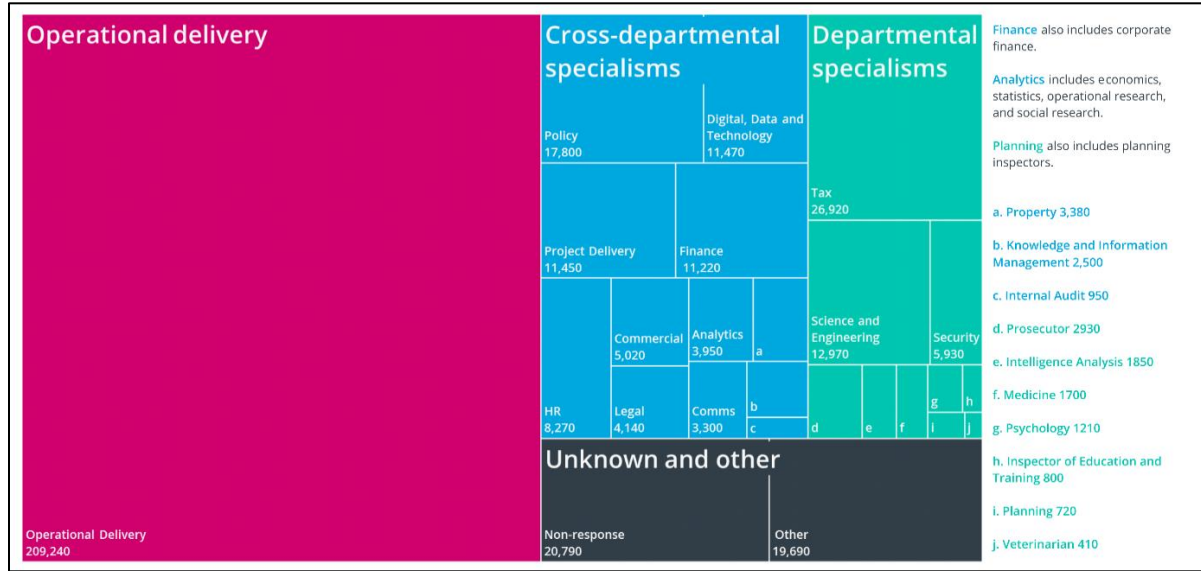 Operational delivery
Operational Delivery
209,240
Cross-departmental
specialisms
Policy
17,800
Digital, Data and
Technology
11,470
Project Delivery
11,450
Finance
11,220
HR
8,270
Commercial
5,020
Legal
4,140
Analytics
3,950
a
Comms
3,300
b
c
Departmental
specialisms
Tax
26,920
Science and
Engineering
12,970
Security
5,930
d
e
f
g
h
i
j
Unknown and other
Non-response
20,790
Other
19,690
Finance also includes corporate
finance.
Analytics includes economics,
statistics, operational research,
and social research.
Planning also includes planning
inspectors.
a. Property 3,380
b. Knowledge and Information
Management 2,500
c. Internal Audit 950
d. Prosecutor 2930
e. Intelligence Analysis 1850
f. Medicine 1700
g. Psychology 1210
h. Inspector of Education and
Training 800
i. Planning 720
j. Veterinarian 410